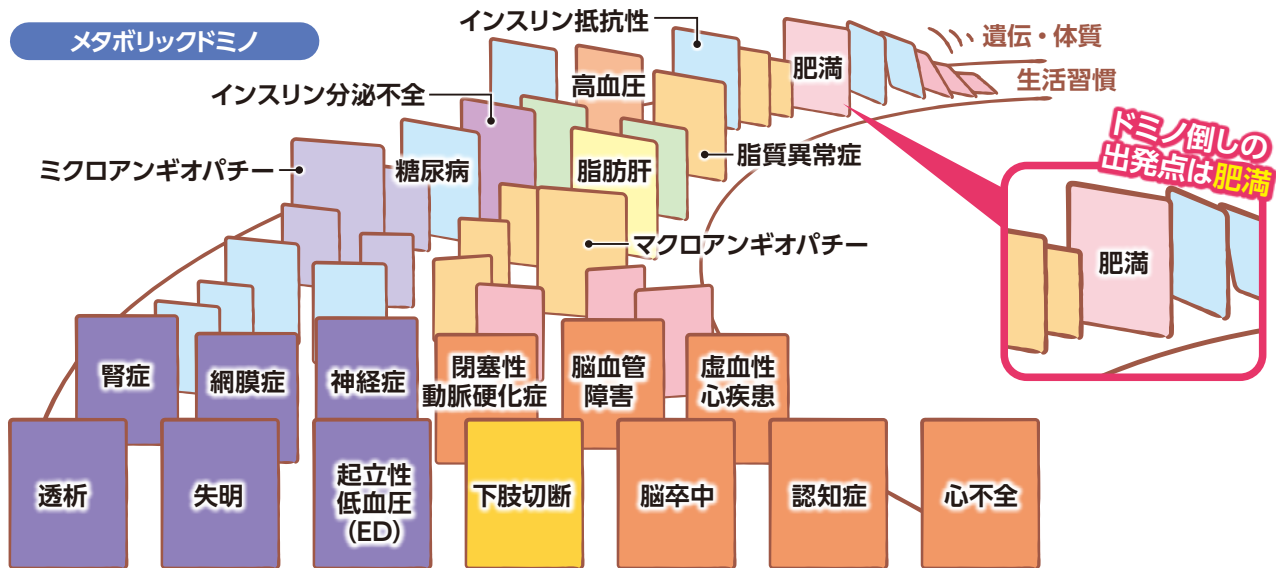 メタボリックドミノ
インスリン抵抗性
遺伝・体質
生活習慣
肥満
高血圧
インスリン分泌不全
脂質異常症
ドミノ倒しの
出発点は肥満
肥満
ミクロアンギオパチー
糖尿病
脂肪肝
マクロアンギオパチー
腎症
網膜症
神経症
閉塞性
動脈硬化症
脳血管
障害
虚血性
心疾患
透析
失明
起立性
低血圧
(ED)
下肢切断
脳卒中
認知症
心不全